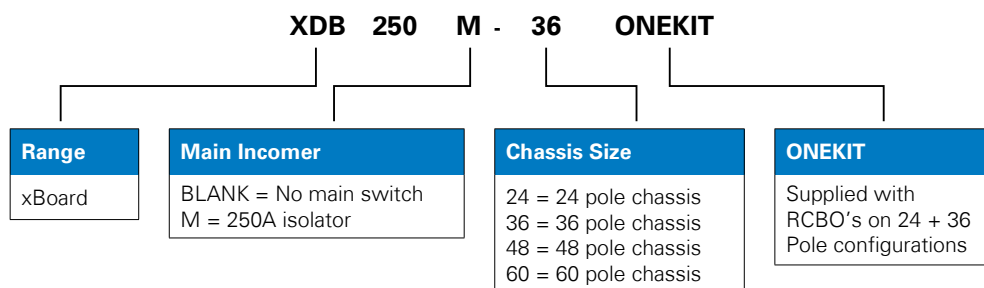 XDB 250 M - 36 ONEKIT
Range
xBoard
Main Incomer
BLANK = No main switch
M = 250A isolator
Chassis Size
24 = 24 pole chassis
36 = 36 pole chassis
48 = 48 pole chassis
60 = 60 pole chassis
ONEKIT
Supplied with
RCBO's on 24 + 36
Pole configurations